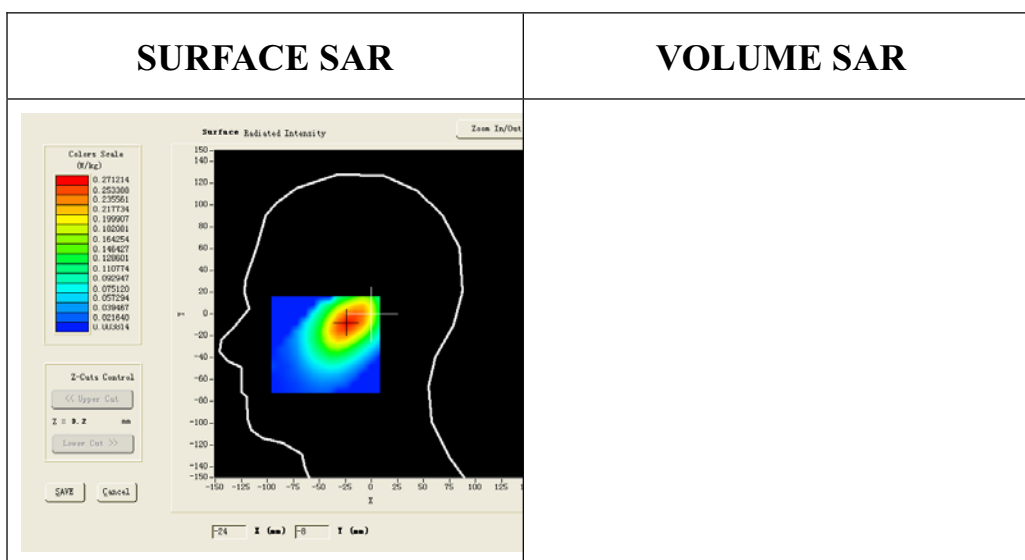 SURFACE SAR
VOLUME SAR
Surface Radiated Intensity
Zoom In/Out
Colors Scale
(W/kg)
0.271214
0.253388
0.235561
0.217734
0.199907
0.182081
0.164254
0.146427
0.128601
0.110774
0.092947
0.075120
0.057294
0.039467
0.021640
0.003814
150
140
120
100
80
60
40
20
0
-20
-40
-60
-80
-100
-120
-140
-150
Y
-150 -125 -100 -75 -50 -25 0 25 50 75 100 125
X
Z-Cuts Control
<< Upper Cut
Z = 9.2 mm
Lower Cut >>
SAVE
Cancel
-24 X (mm) -8 Y (mm)